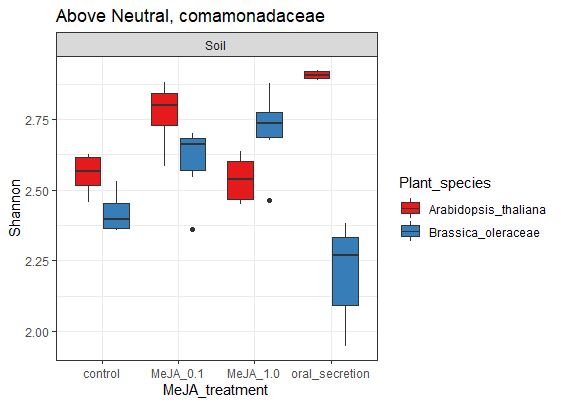 Above Neutral, comamonadaceae
Soil
Shannon
2.75
2.50
2.25
2.00
control
MeJA_0.1
MeJA_1.0
oral_secretion
MeJA_treatment
Plant_species
Arabidopsis_thaliana
Brassica_oleraceae